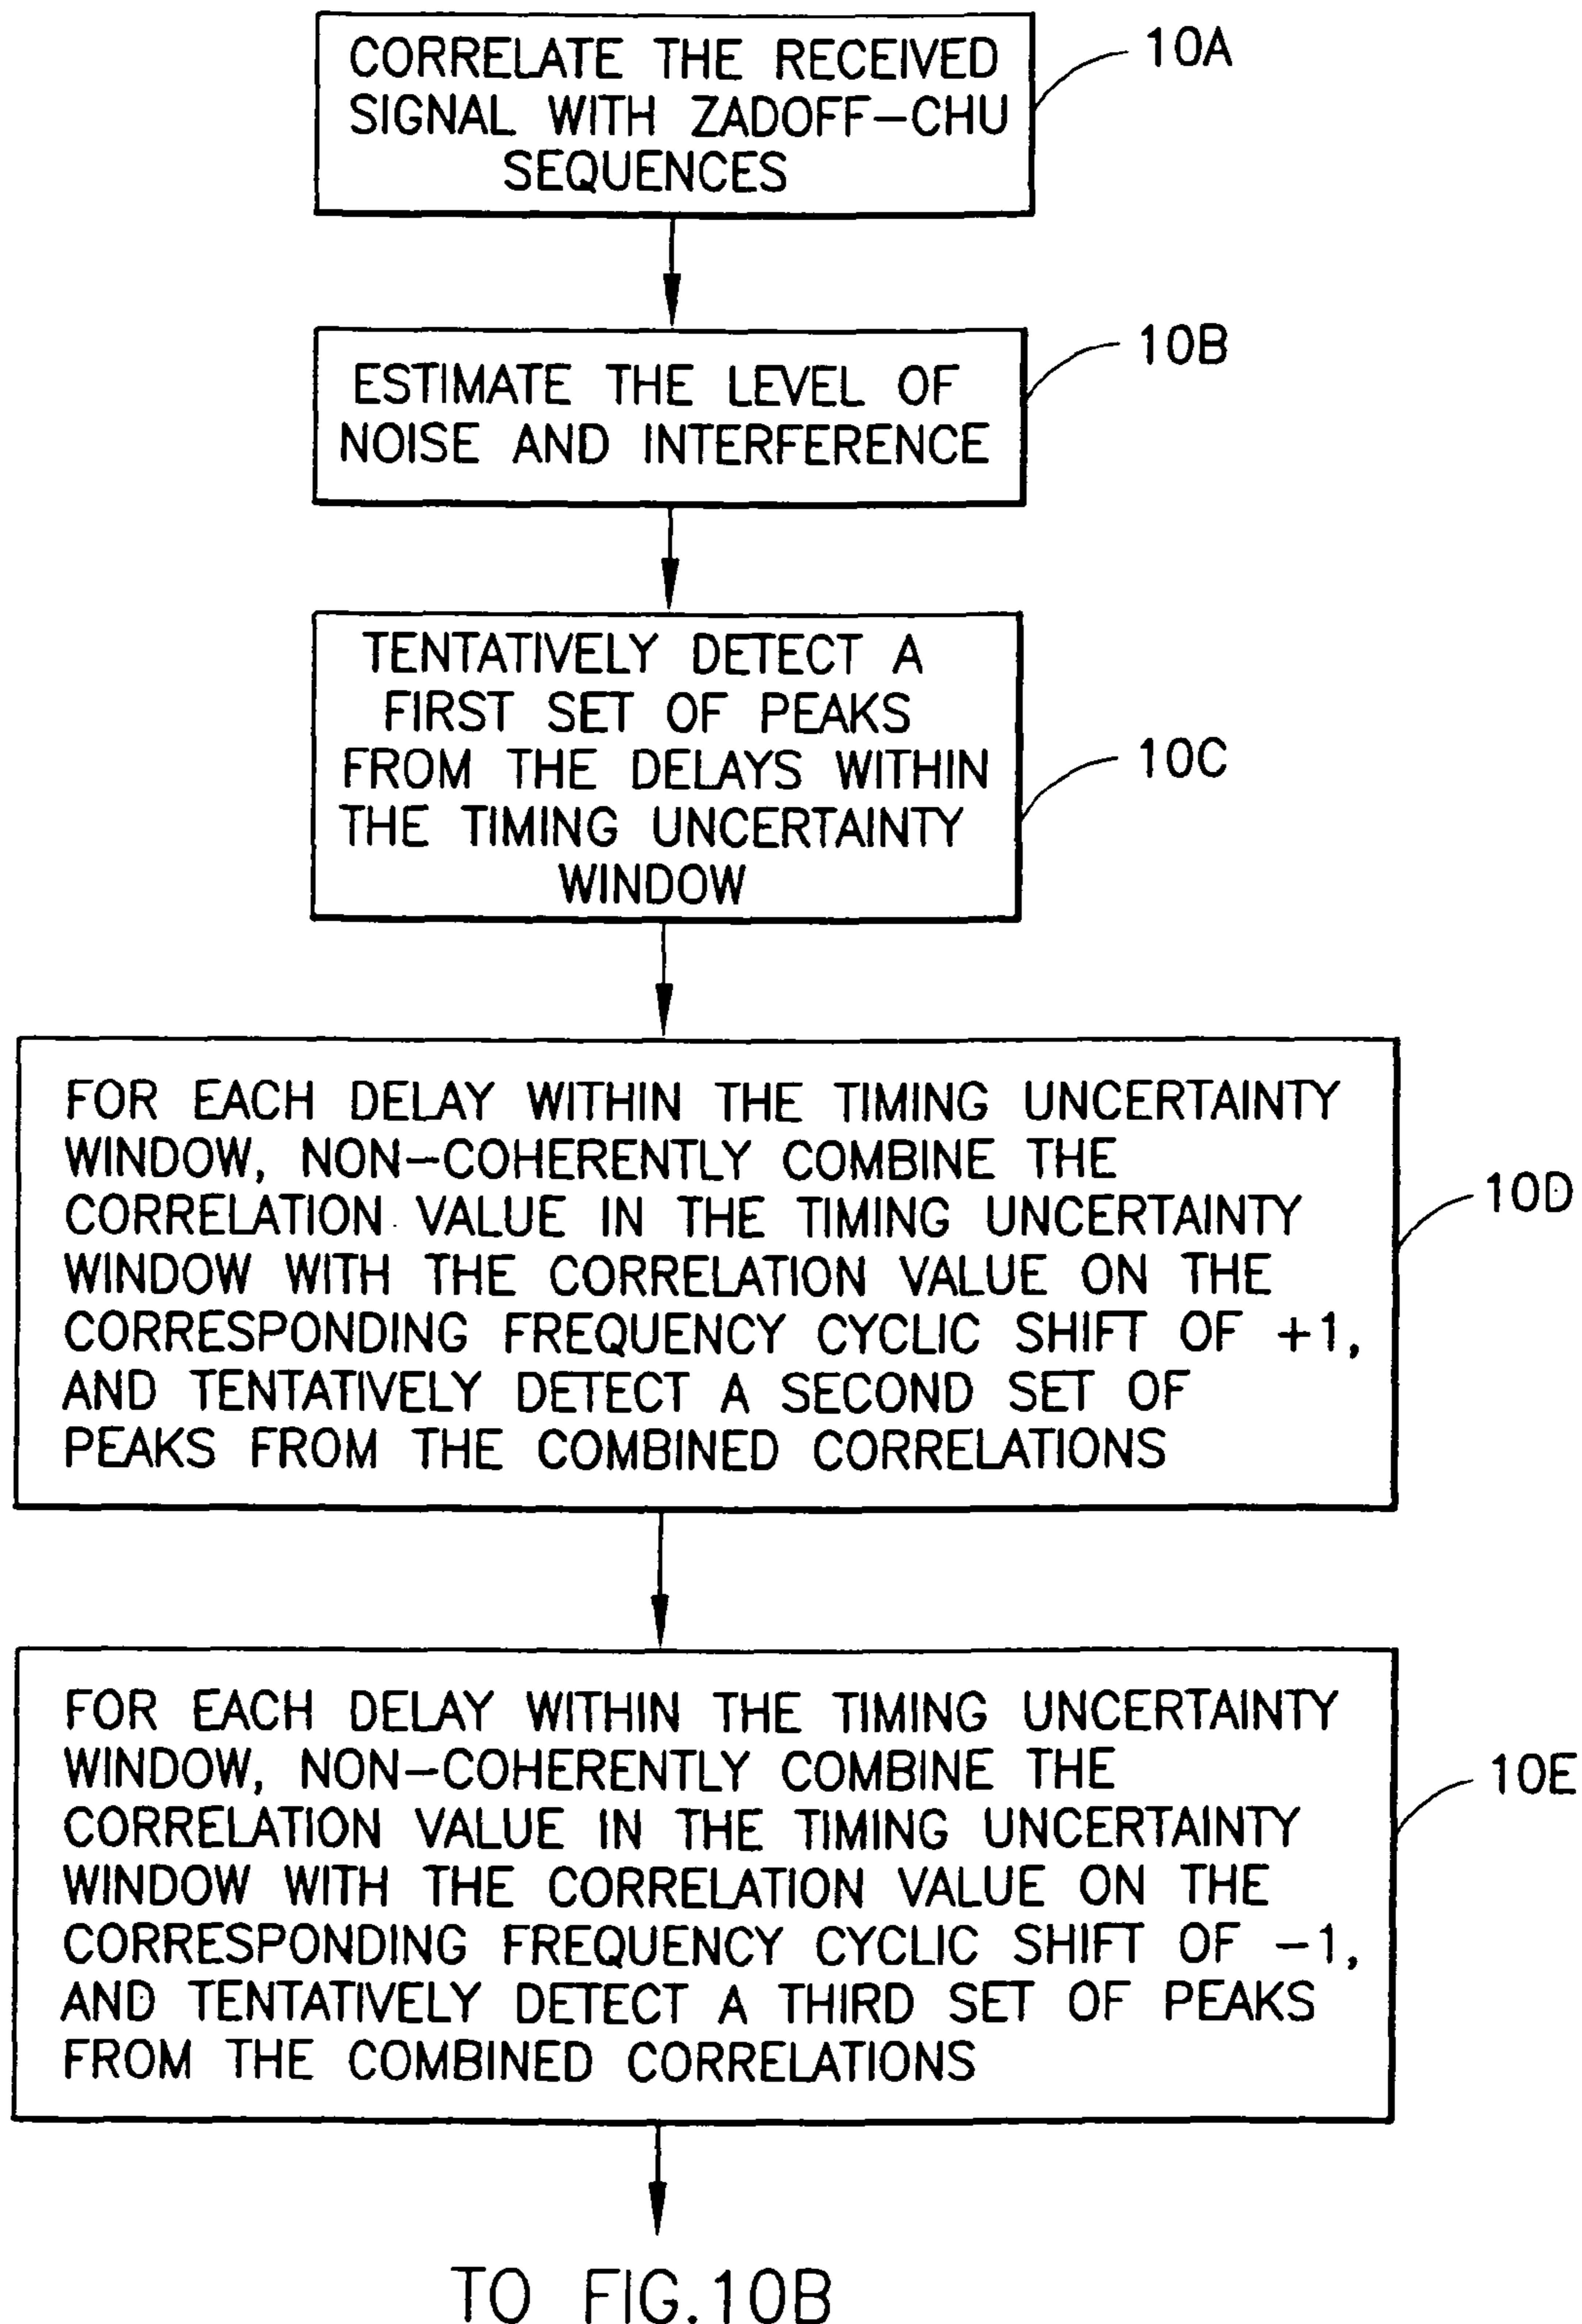 CORRELATE THE RECEIVED
SIGNAL WITH ZADOFF-CHU
SEQUENCES
10A
ESTIMATE THE LEVEL OF
NOISE AND INTERFERENCE
10B
TENTATIVELY DETECT A
FIRST SET OF PEAKS
FROM THE DELAYS WITHIN
THE TIMING UNCERTAINTY
WINDOW
10C
FOR EACH DELAY WITHIN THE TIMING UNCERTAINTY
WINDOW, NON-COHERENTLY COMBINE THE
CORRELATION VALUE IN THE TIMING UNCERTAINTY
WINDOW WITH THE CORRELATION VALUE ON THE
CORRESPONDING FREQUENCY CYCLIC SHIFT OF +1,
AND TENTATIVELY DETECT A SECOND SET OF
PEAKS FROM THE COMBINED CORRELATIONS
10D
FOR EACH DELAY WITHIN THE TIMING UNCERTAINTY
WINDOW, NON-COHERENTLY COMBINE THE
CORRELATION VALUE IN THE TIMING UNCERTAINTY
WINDOW WITH THE CORRELATION VALUE ON THE
CORRESPONDING FREQUENCY CYCLIC SHIFT OF -1,
AND TENTATIVELY DETECT A THIRD SET OF PEAKS
FROM THE COMBINED CORRELATIONS
10E
TO FIG.10B